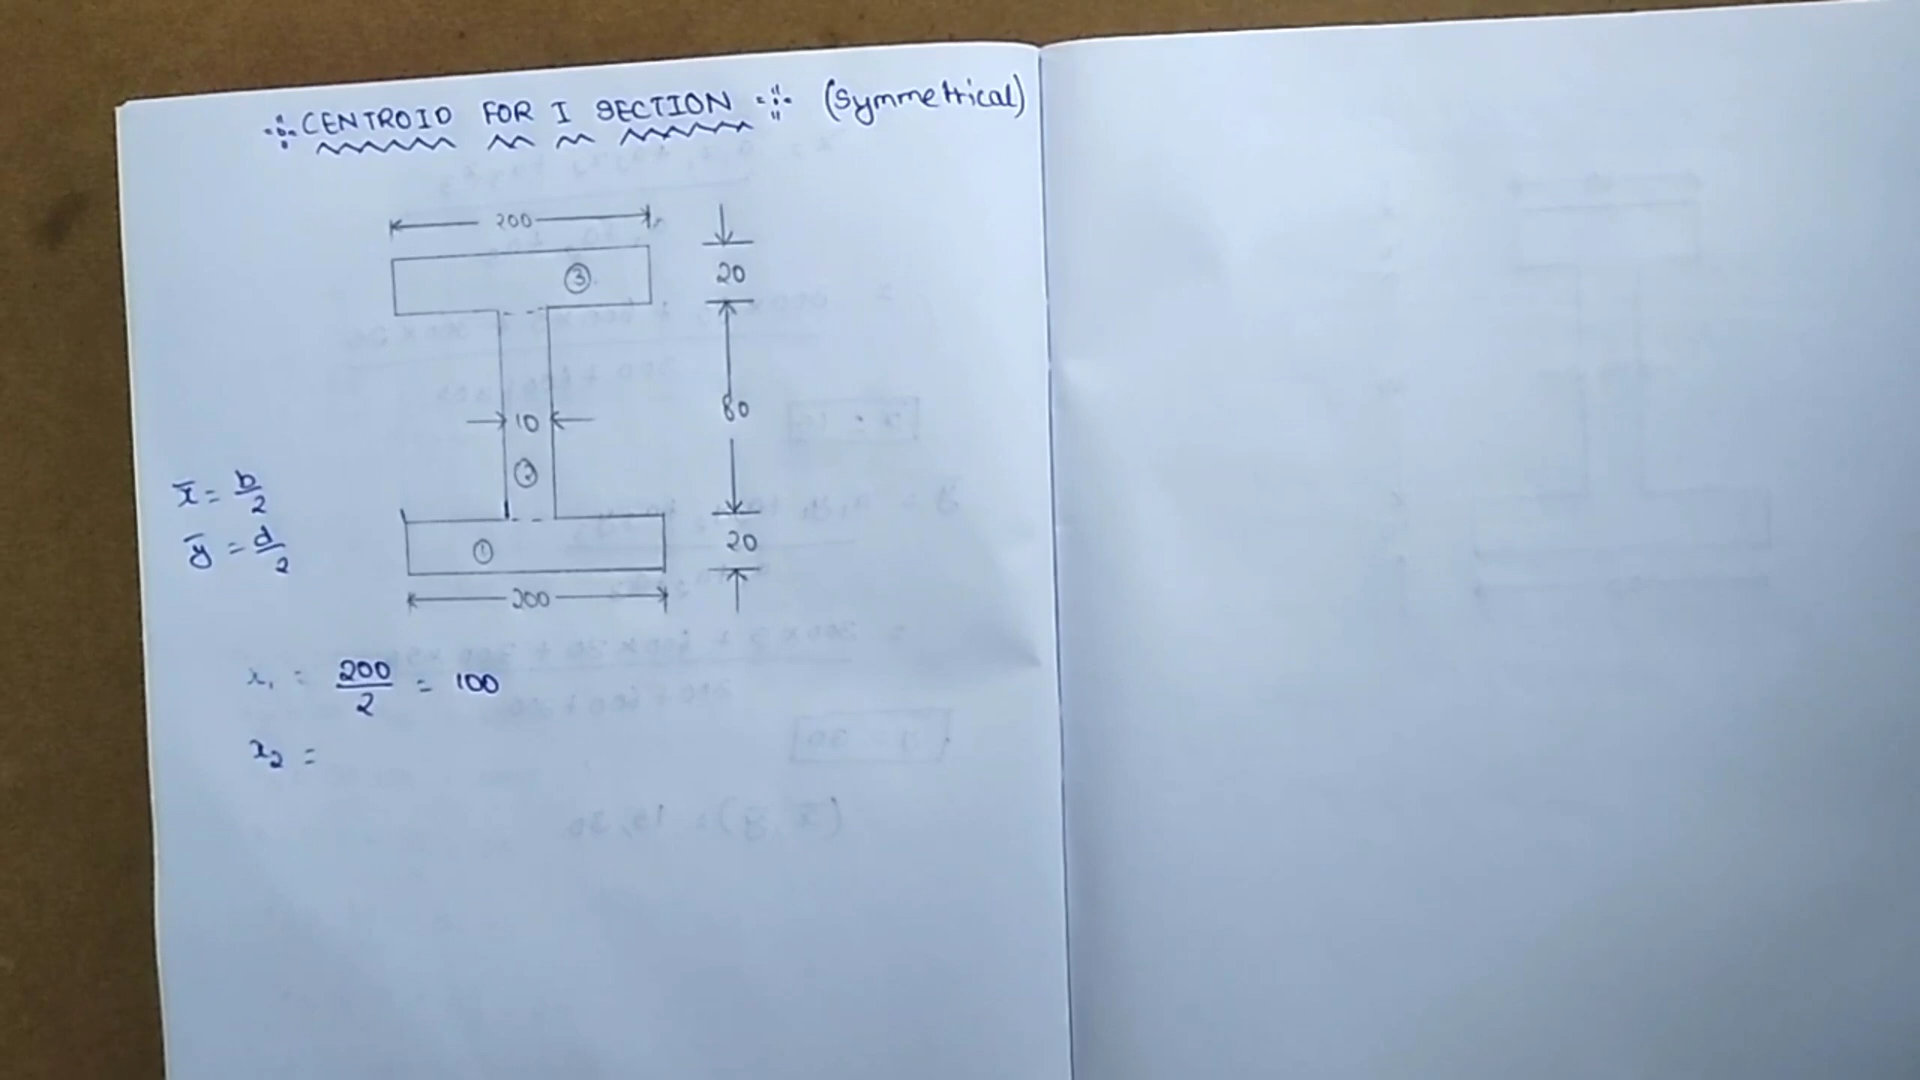 CENTROID FOR I SECTION (Symmetrical)
200
③
20
10
80
②
x̄ = b/2
ȳ = d/2
①
20
200
x₁ = 200/2 = 100
x₂ =